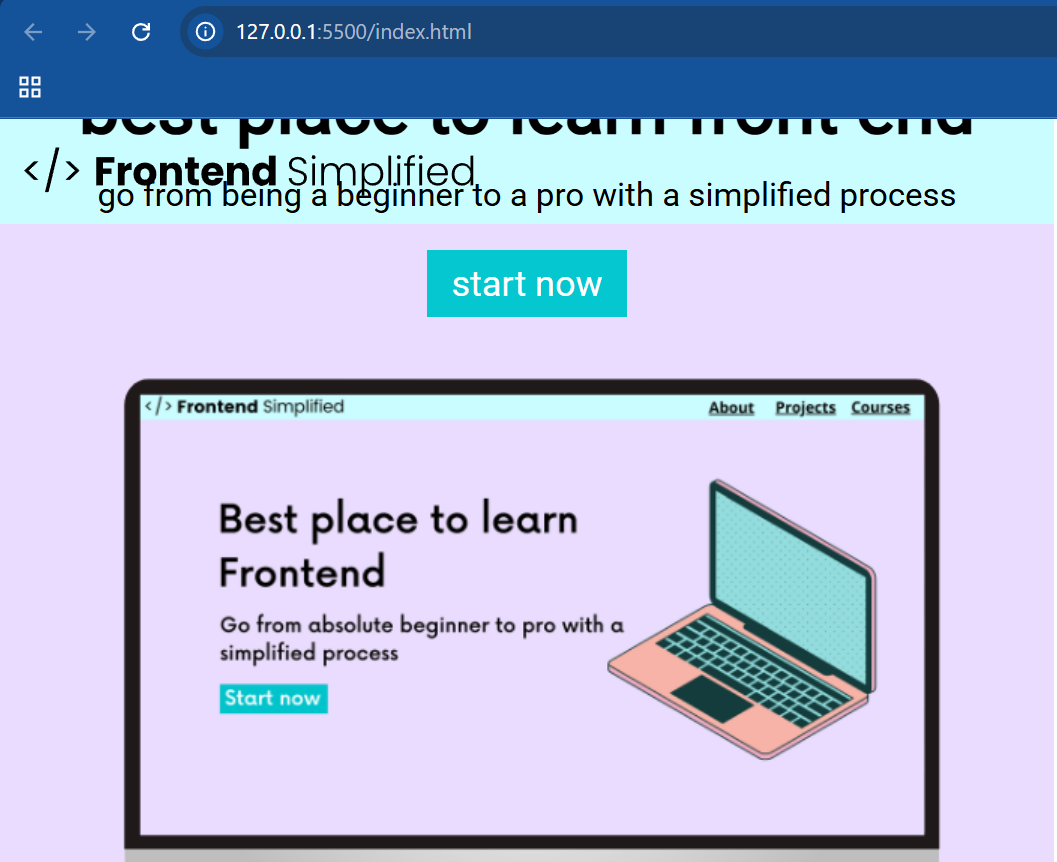 127.0.0.1:5500/index.html
best place to learn front end
</> Frontend Simplified
go from being a beginner to a pro with a simplified process
start now
</> Frontend Simplified
About Projects Courses
Best place to learn
Frontend
Go from absolute beginner to pro with a
simplified process
Start now